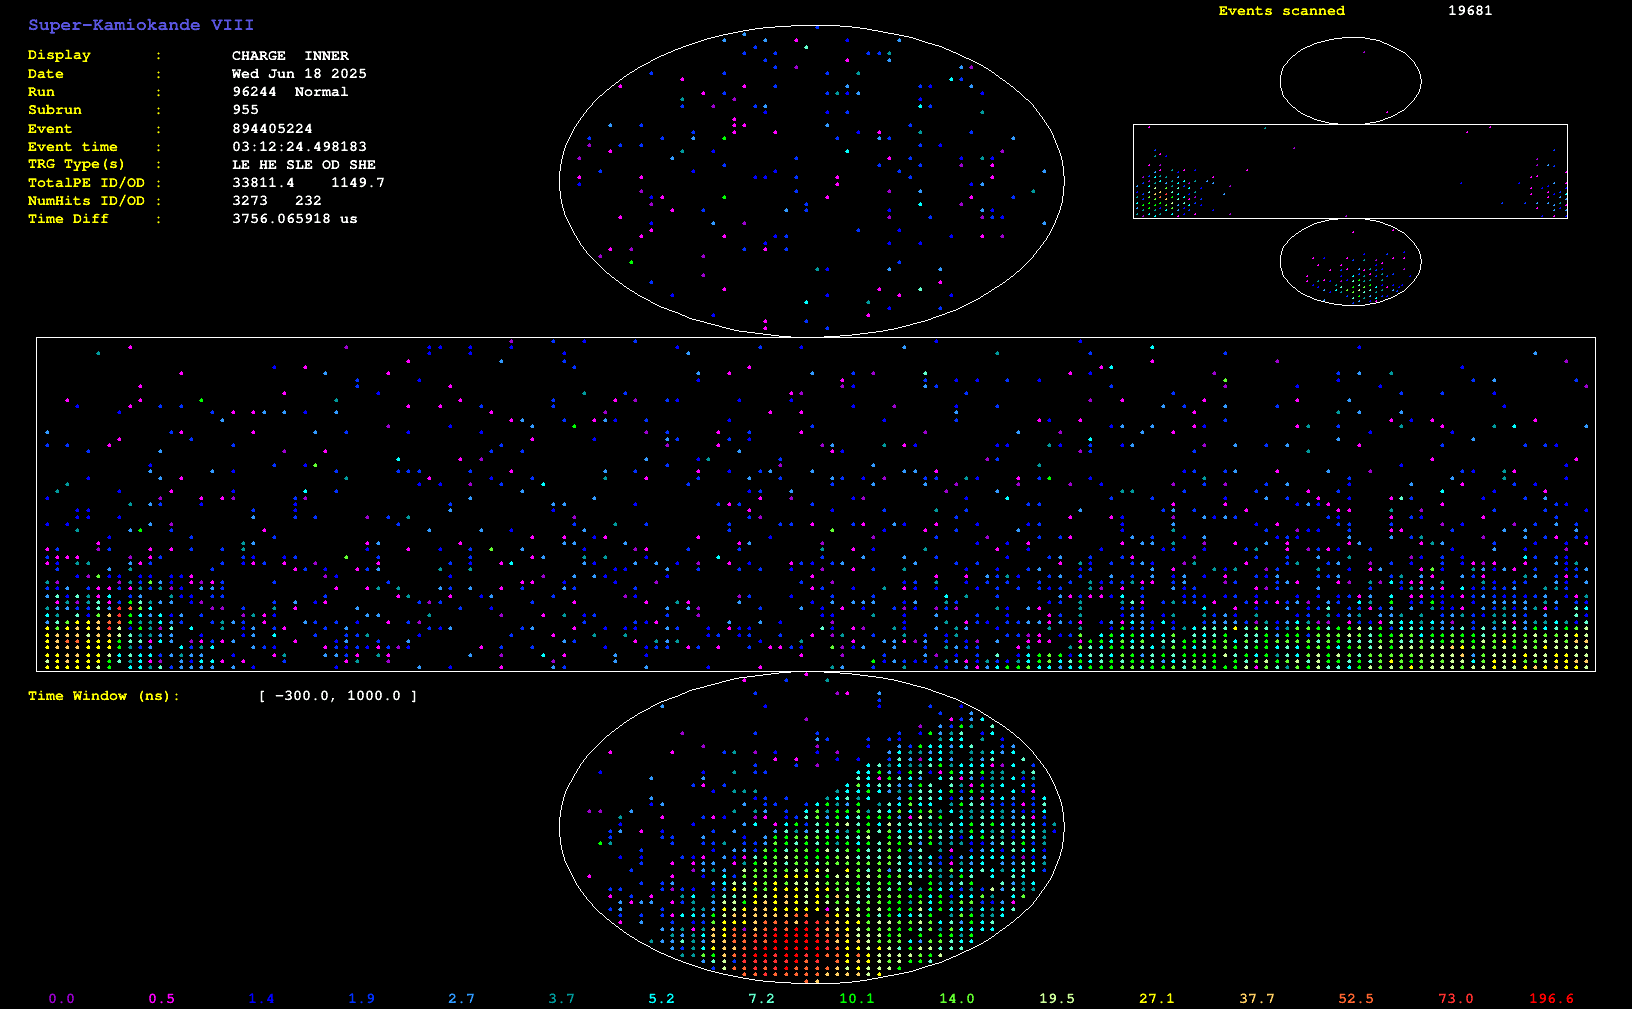 Super-Kamiokande VIII
Events scanned 19681
Display : CHARGE INNER
Date : Wed Jun 18 2025
Run : 96244 Normal
Subrun : 955
Event : 894405224
Event time : 03:12:24.498183
TRG Type(s) : LE HE SLE OD SHE
TotalPE ID/OD : 33811.4 1149.7
NumHits ID/OD : 3273 232
Time Diff : 3756.065918 us
Time Window (ns): [ −300.0, 1000.0 ]
0.0 0.5 1.4 1.9 2.7 3.7 5.2 7.2 10.1 14.0 19.5 27.1 37.7 52.5 73.0 196.6